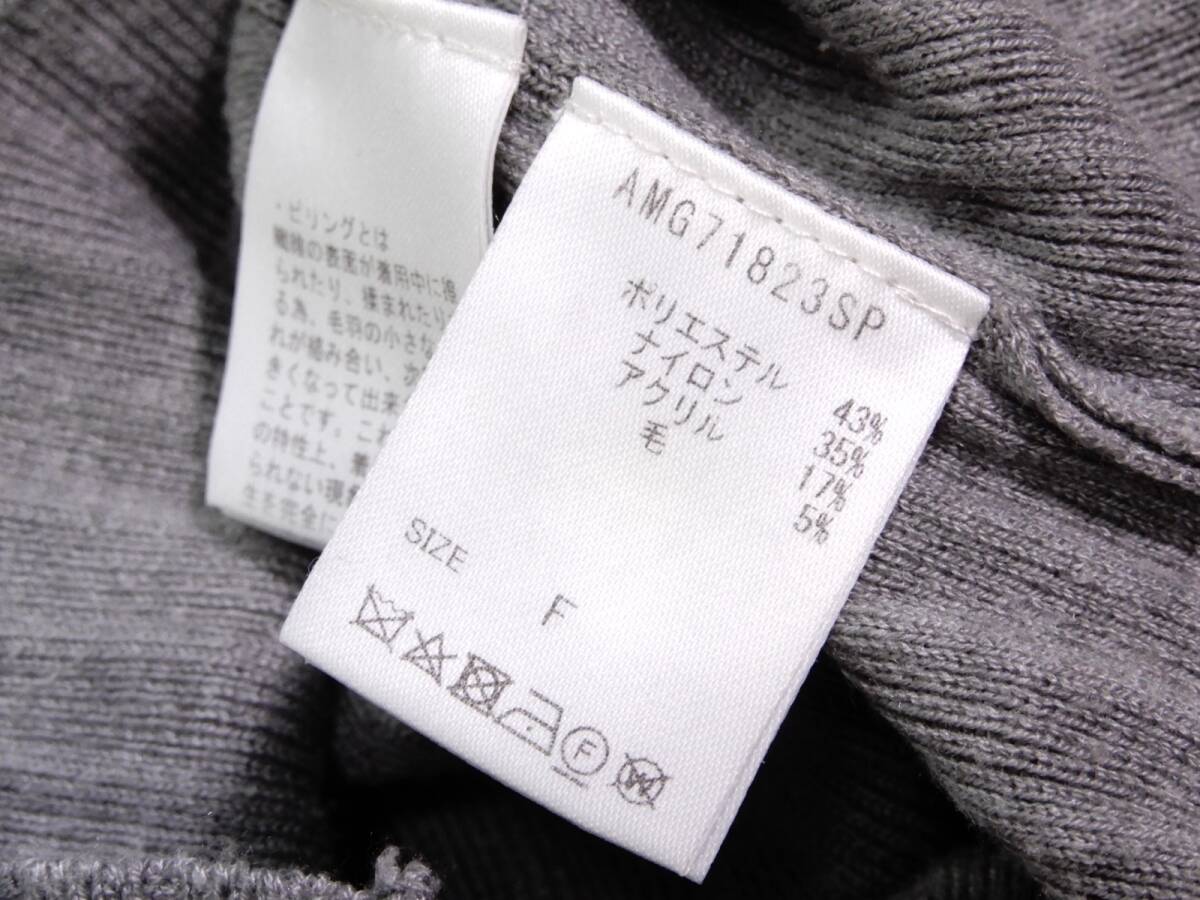 ・ピリングとは
繊維の表面が着用中に擦
られたり、揉まれたり
る為、毛羽の小さな
れが絡み合い、
きくなって出来
ことです。これ
の特性上、着
られない現象
生を完全に
AMG71823SP
ポリエステル 43%
ナイロン 35%
アクリル 17%
毛 5%
SIZE
F
F
W